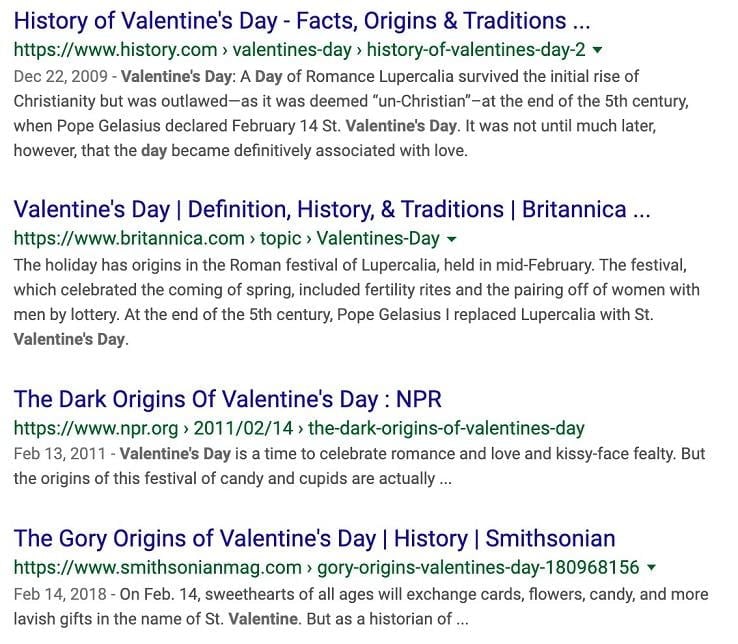 History of Valentine's Day - Facts, Origins & Traditions ...
https://www.history.com › valentines-day › history-of-valentines-day-2
Dec 22, 2009 - Valentine's Day: A Day of Romance Lupercalia survived the initial rise of
Christianity but was outlawed—as it was deemed “un-Christian”–at the end of the 5th century,
when Pope Gelasius declared February 14 St. Valentine's Day. It was not until much later,
however, that the day became definitively associated with love.
Valentine's Day | Definition, History, & Traditions | Britannica ...
https://www.britannica.com › topic › Valentines-Day
The holiday has origins in the Roman festival of Lupercalia, held in mid-February. The festival,
which celebrated the coming of spring, included fertility rites and the pairing off of women with
men by lottery. At the end of the 5th century, Pope Gelasius I replaced Lupercalia with St.
Valentine's Day.
The Dark Origins Of Valentine's Day : NPR
https://www.npr.org › 2011/02/14 › the-dark-origins-of-valentines-day
Feb 13, 2011 - Valentine's Day is a time to celebrate romance and love and kissy-face fealty. But
the origins of this festival of candy and cupids are actually ...
The Gory Origins of Valentine's Day | History | Smithsonian
https://www.smithsonianmag.com › gory-origins-valentines-day-180968156
Feb 14, 2018 - On Feb. 14, sweethearts of all ages will exchange cards, flowers, candy, and more
lavish gifts in the name of St. Valentine. But as a historian of ...